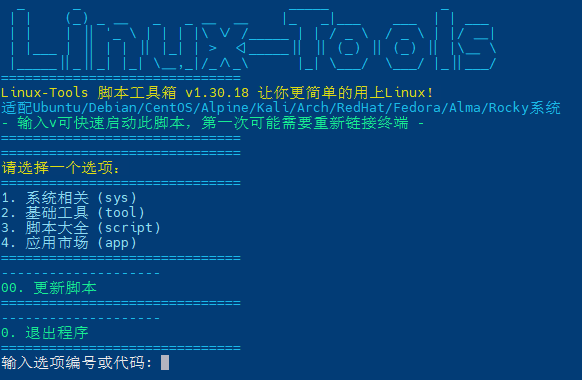 Linux-Tools
==============================
Linux-Tools 脚本工具箱 v1.30.18 让你更简单的用上Linux！
适配Ubuntu/Debian/CentOS/Alpine/Kali/Arch/RedHat/Fedora/Alma/Rocky系统
- 输入v可快速启动此脚本，第一次可能需要重新链接终端 -
==============================
==============================
请选择一个选项：
==============================
1. 系统相关 (sys)
2. 基础工具 (tool)
3. 脚本大全 (script)
4. 应用市场 (app)
==============================
--------------------
00. 更新脚本
==============================
--------------------
0. 退出程序
==============================
输入选项编号或代码: